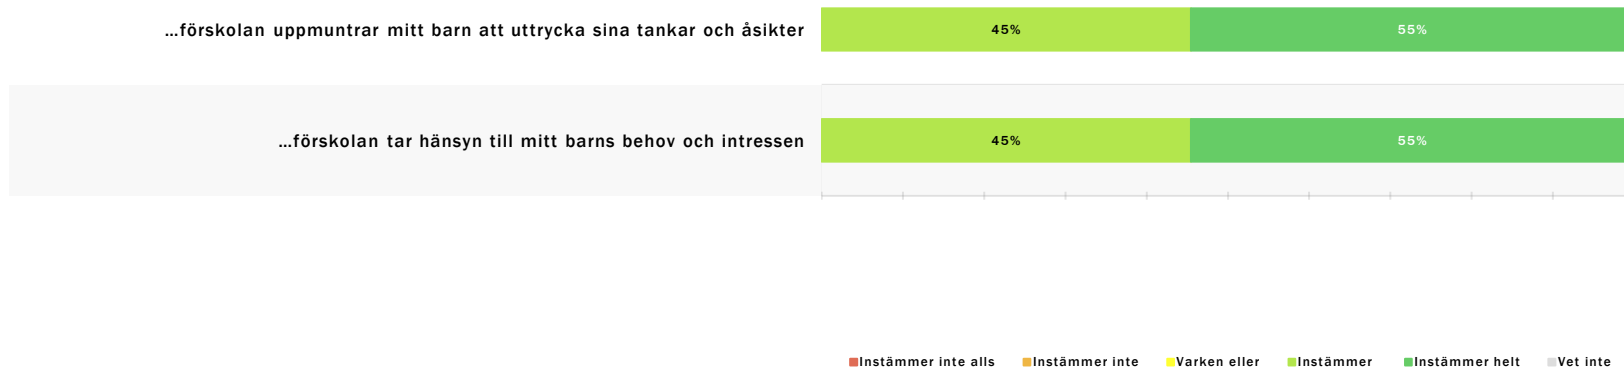 ...förskolan uppmuntrar mitt barn att uttrycka sina tankar och åsikter 45% 55%
...förskolan tar hänsyn till mitt barns behov och intressen 45% 55%
Instämmer inte alls Instämmer inte Varken eller Instämmer Instämmer helt Vet inte